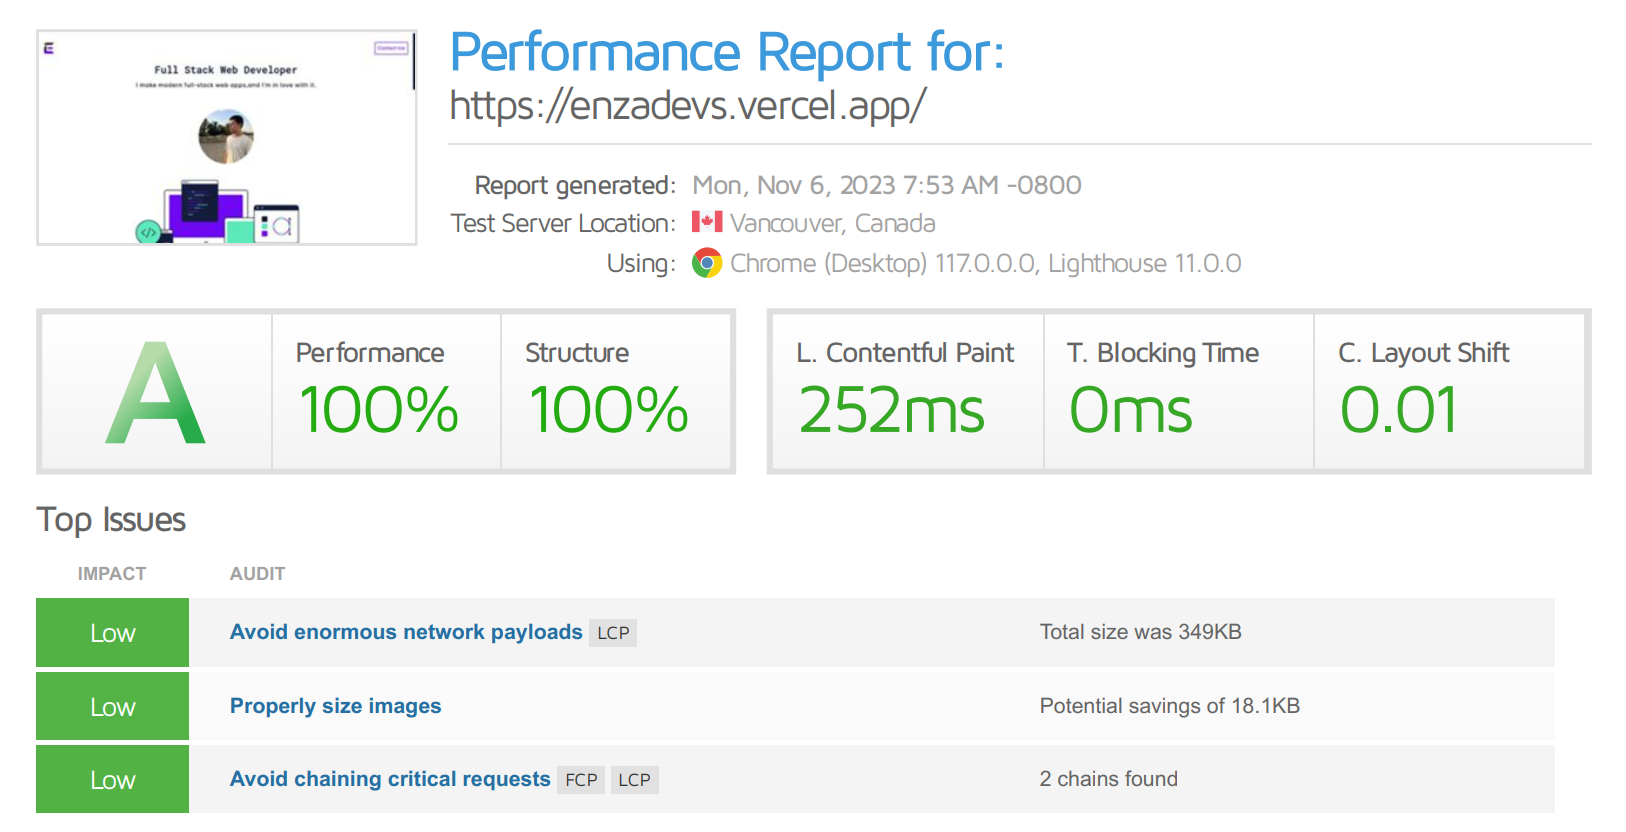 Contact me
Full Stack Web Developer
I make modern full-stack web apps,and I'm in love with it.
Performance Report for:
https://enzadevs.vercel.app/
Report generated: Mon, Nov 6, 2023 7:53 AM -0800
Test Server Location: Vancouver, Canada
Using: Chrome (Desktop) 117.0.0.0, Lighthouse 11.0.0
A
Performance
100%
Structure
100%
L. Contentful Paint
252ms
T. Blocking Time
0ms
C. Layout Shift
0.01
Top Issues
IMPACT AUDIT
Low Avoid enormous network payloads LCP Total size was 349KB
Low Properly size images Potential savings of 18.1KB
Low Avoid chaining critical requests FCP LCP 2 chains found